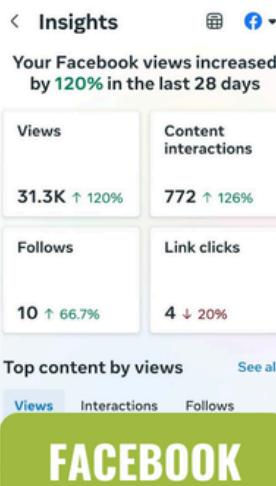 Insights
Your Facebook views increased
by 120% in the last 28 days
Views
31.3K ↑ 120%
Content
interactions
772 ↑ 126%
Follows
10 ↑ 66.7%
Link clicks
4 ↓ 20%
Top content by views
See all
Views Interactions Follows
FACEBOOK